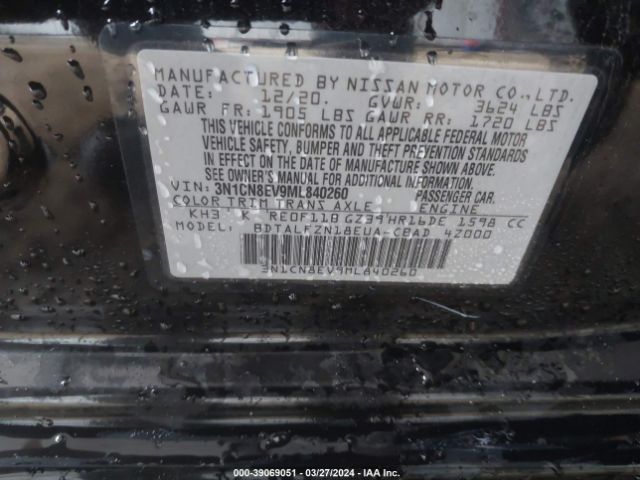 MANUFACTURED BY NISSAN MOTOR CO.,LTD.
DATE: 12/20. GVWR: 3624 LBS
GAWR FR: 1905 LBS GAWR RR: 1720 LBS
THIS VEHICLE CONFORMS TO ALL APPLICABLE FEDERAL MOTOR
VEHICLE SAFETY, BUMPER AND THEFT PREVENTION STANDARDS
IN EFFECT ON THE DATE OF MANUFACTURE SHOWN ABOVE.
SEE OWNER'S MANUAL FOR ADDITIONAL INFORMATION.
VIN: 3N1CN8EV9ML840260 PASSENGER CAR.
COLOR TRIM TRANS AXLE ENGINE
KH3 K RE0F11B GZ39 HR16DE 1598 CC
MODEL: BDTALFZN18EUA-CBAD 42000
3N1CN8EV9ML840260
000-39069051 - 03/27/2024 - IAA Inc.